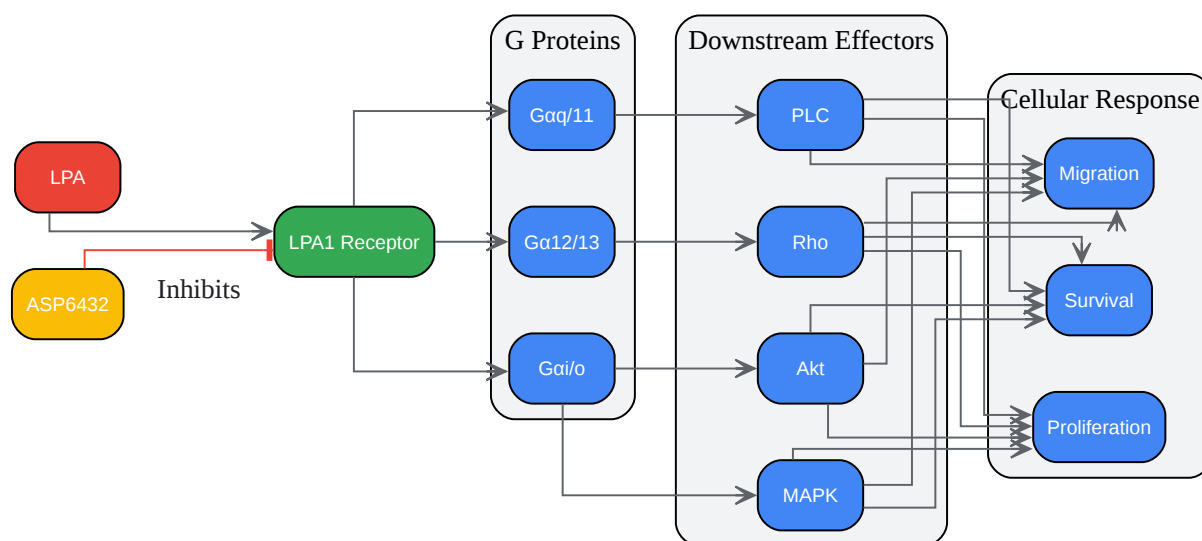 G Proteins
Downstream Effectors
Cellular Response
Gαq/11
PLC
Migration
LPA
LPA1 Receptor
Gα12/13
Rho
ASP6432
Inhibits
Survival
Gαi/o
Akt
Proliferation
MAPK